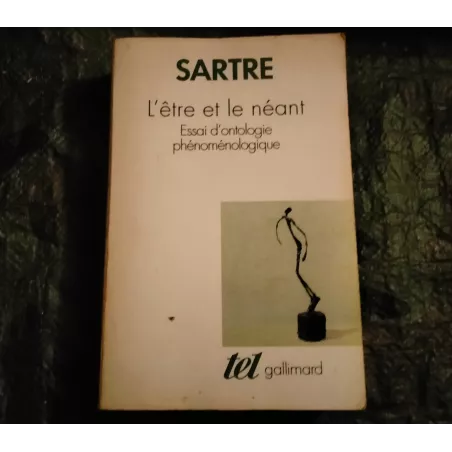 SARTRE
L'être et le néant
Essai d'ontologie
phénoménologique
tel gallimard